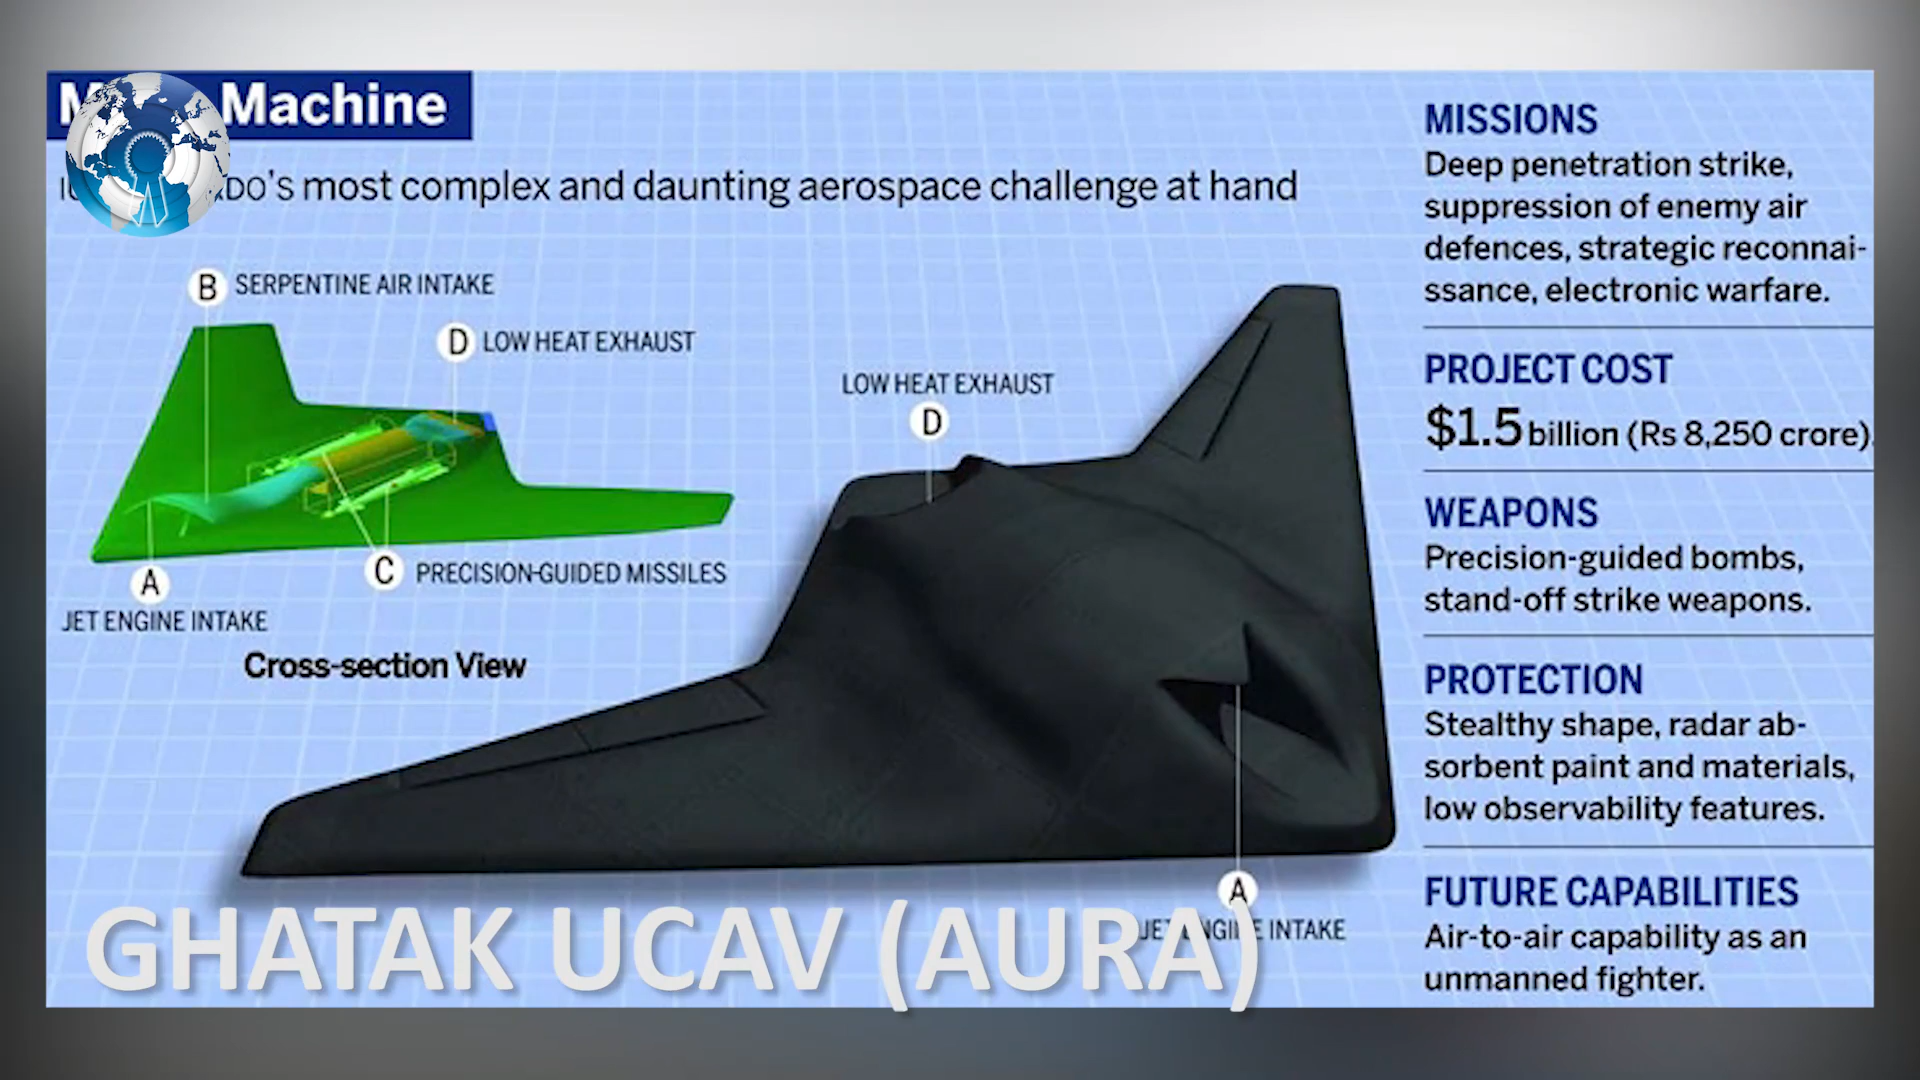 Machine
DO's most complex and daunting aerospace challenge at hand
B SERPENTINE AIR INTAKE
D LOW HEAT EXHAUST
C PRECISION-GUIDED MISSILES
A
JET ENGINE INTAKE
Cross-section View
LOW HEAT EXHAUST
D
A
JET ENGINE INTAKE
GHATAK UCAV (AURA)
MISSIONS
Deep penetration strike,
suppression of enemy air
defences, strategic reconnai-
ssance, electronic warfare.
PROJECT COST
$1.5 billion (Rs 8,250 crore).
WEAPONS
Precision-guided bombs,
stand-off strike weapons.
PROTECTION
Stealthy shape, radar ab-
sorbent paint and materials,
low observability features.
FUTURE CAPABILITIES
Air-to-air capability as an
unmanned fighter.